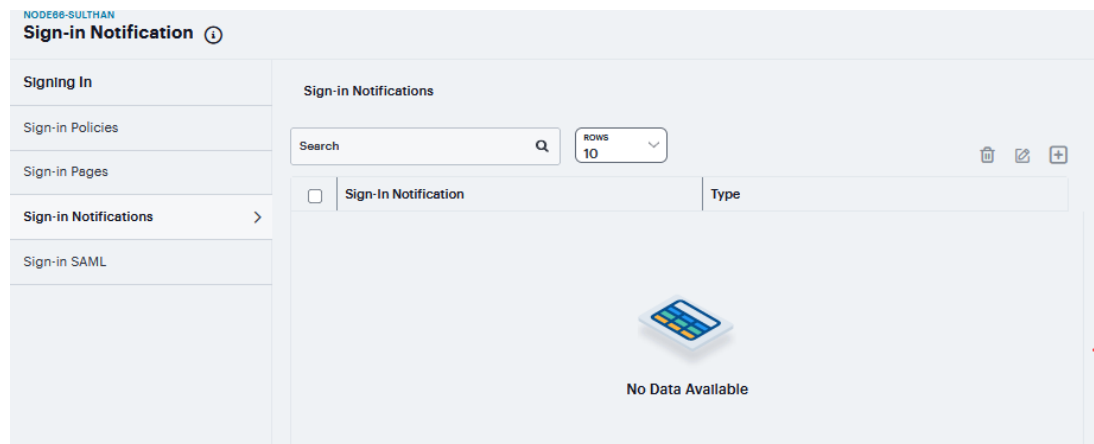 NODE66-SULTHAN
Sign-in Notification
Signing In
Sign-in Policies
Sign-in Pages
Sign-in Notifications
Sign-in SAML
Sign-in Notifications
Search
ROWS
10
Sign-In Notification Type
No Data Available